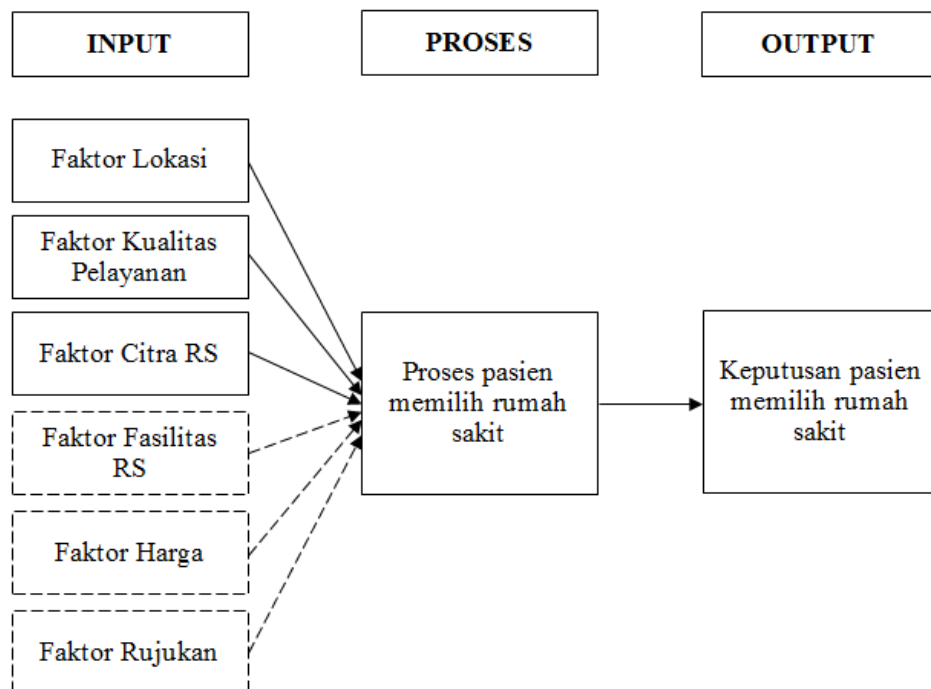 INPUT
PROSES
OUTPUT
Faktor Lokasi
Faktor Kualitas
Pelayanan
Faktor Citra RS
Faktor Fasilitas
RS
Faktor Harga
Faktor Rujukan
Proses pasien
memilih rumah
sakit
Keputusan pasien
memilih rumah
sakit